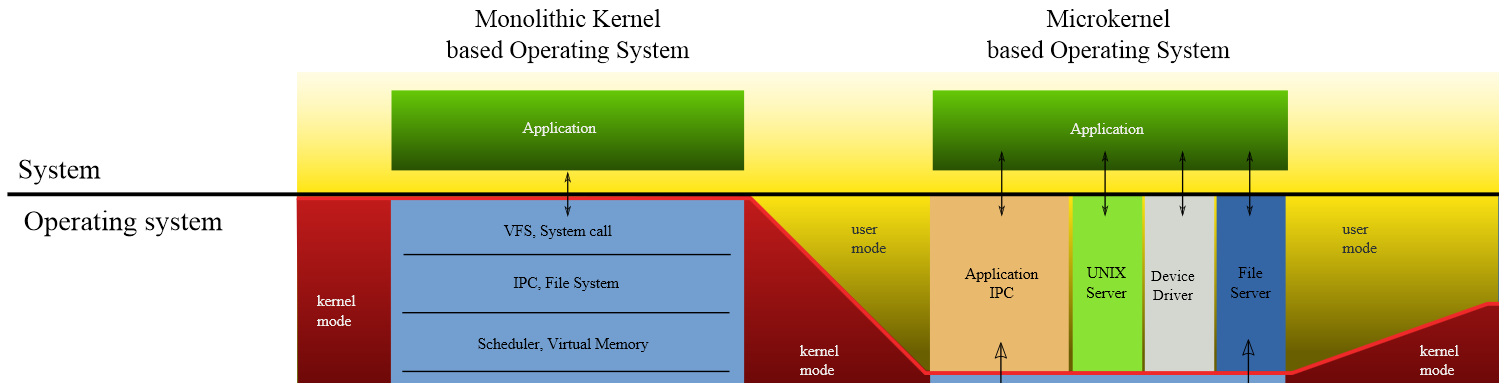 Monolithic Kernel
based Operating System
Microkernel
based Operating System
Application
Application
System
Operating system
VFS, System call
IPC, File System
Scheduler, Virtual Memory
kernel
mode
user
mode
kernel
mode
Application
IPC
UNIX
Server
Device
Driver
File
Server
user
mode
kernel
mode